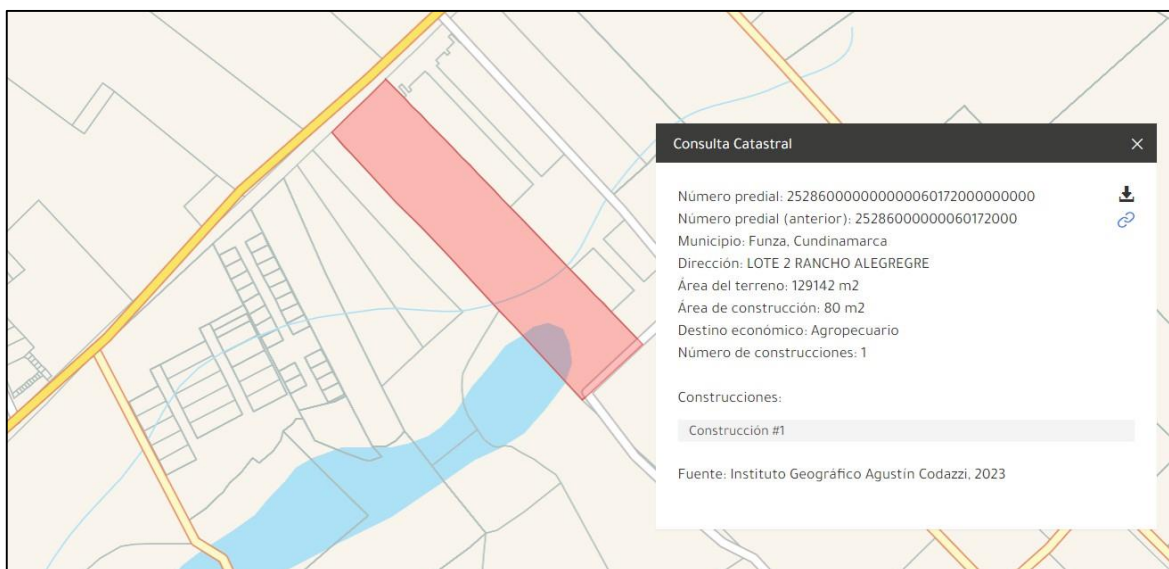 Consulta Catastral
Número predial: 252860000000000060172000000000
Número predial (anterior): 25286000000060172000
Municipio: Funza, Cundinamarca
Dirección: LOTE 2 RANCHO ALEGREGRE
Área del terreno: 129142 m2
Área de construcción: 80 m2
Destino económico: Agropecuario
Número de construcciones: 1
Construcciones:
Construcción #1
Fuente: Instituto Geográfico Agustín Codazzi, 2023